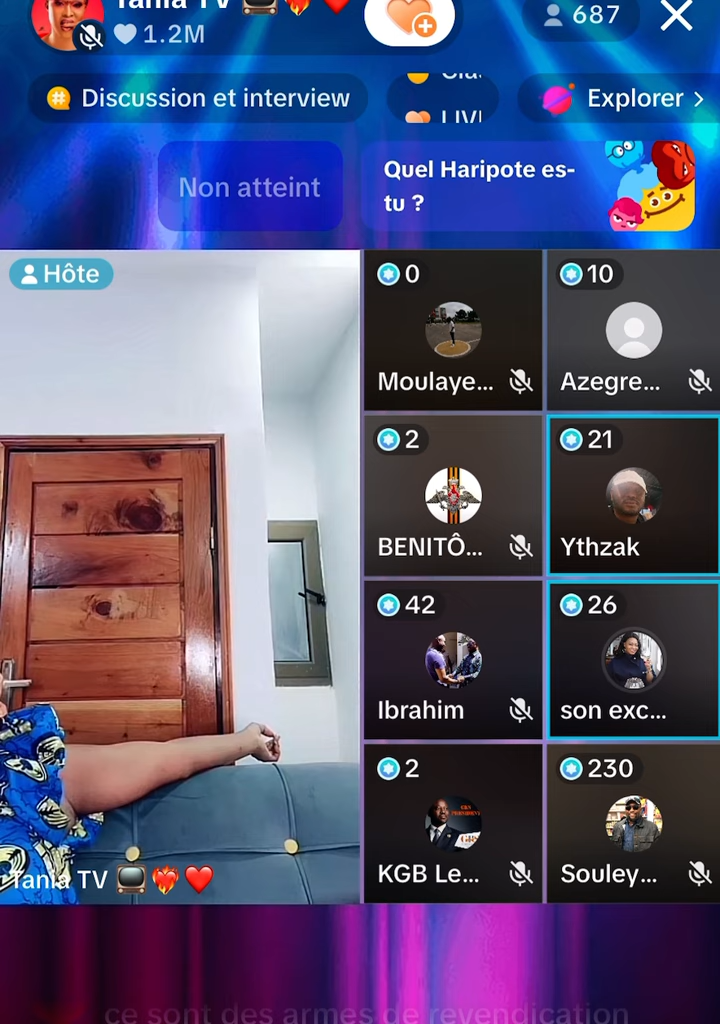 Tania TV 📺❤️‍🔥❤️
1.2M
687
Discussion et interview
LIVE
Explorer >
Non atteint
Quel Haripote es-
tu ?
Hôte
0
Moulaye...
10
Azegre...
2
BENITÔ...
21
Ythzak
42
Ibrahim
26
son exc...
2
KGB Le...
230
Souley...
Tania TV 📺❤️‍🔥❤️
ce sont des armes de revendication